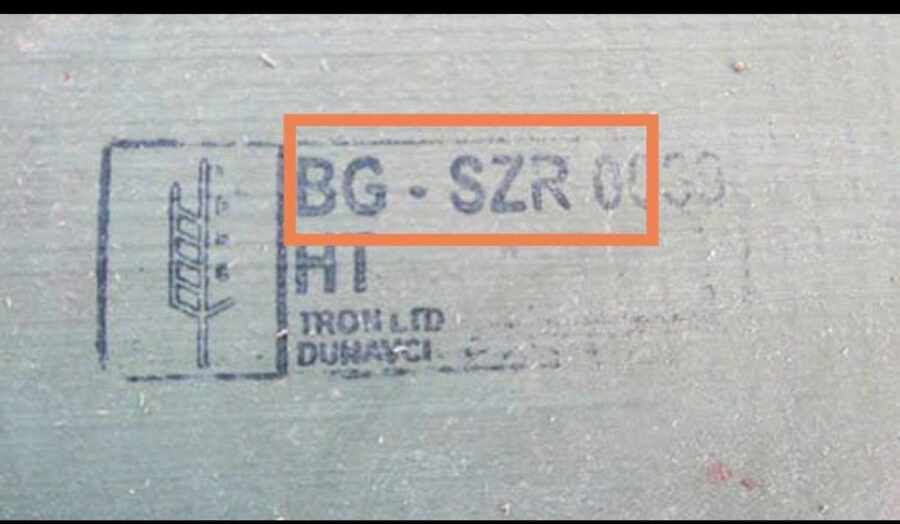 BG - SZR
HT
TRON LTD
DUNAVCI